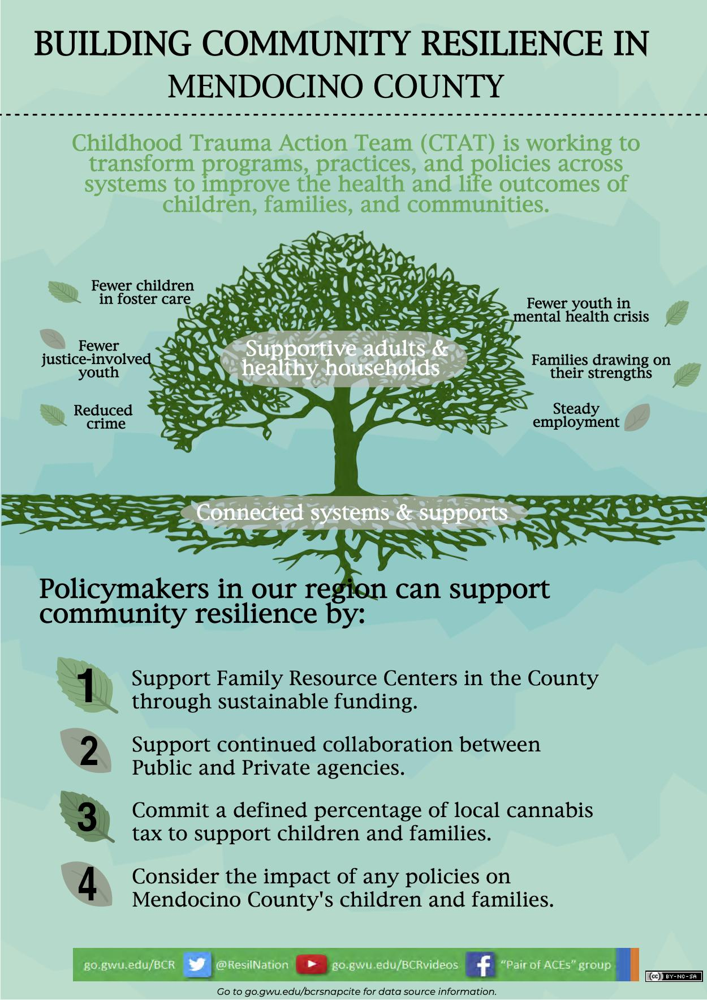 BUILDING COMMUNITY RESILIENCE IN
MENDOCINO COUNTY
Childhood Trauma Action Team (CTAT) is working to
transform programs, practices, and policies across
systems to improve the health and life outcomes of
children, families, and communities.
Fewer children
in foster care
Fewer
justice-involved
youth
Reduced
crime
Supportive adults &
healthy households
Fewer youth in
mental health crisis
Families drawing on
their strengths
Steady
employment
Connected systems & supports
Policymakers in our region can support
community resilience by:
1
Support Family Resource Centers in the County
through sustainable funding.
2
Support continued collaboration between
Public and Private agencies.
3
Commit a defined percentage of local cannabis
tax to support children and families.
4
Consider the impact of any policies on
Mendocino County's children and families.
go.gwu.edu/BCR @ResilNation go.gwu.edu/BCRvideos f “Pair of ACEs” group
cc BY-NC-SA
Go to go.gwu.edu/bcrsnapcite for data source information.